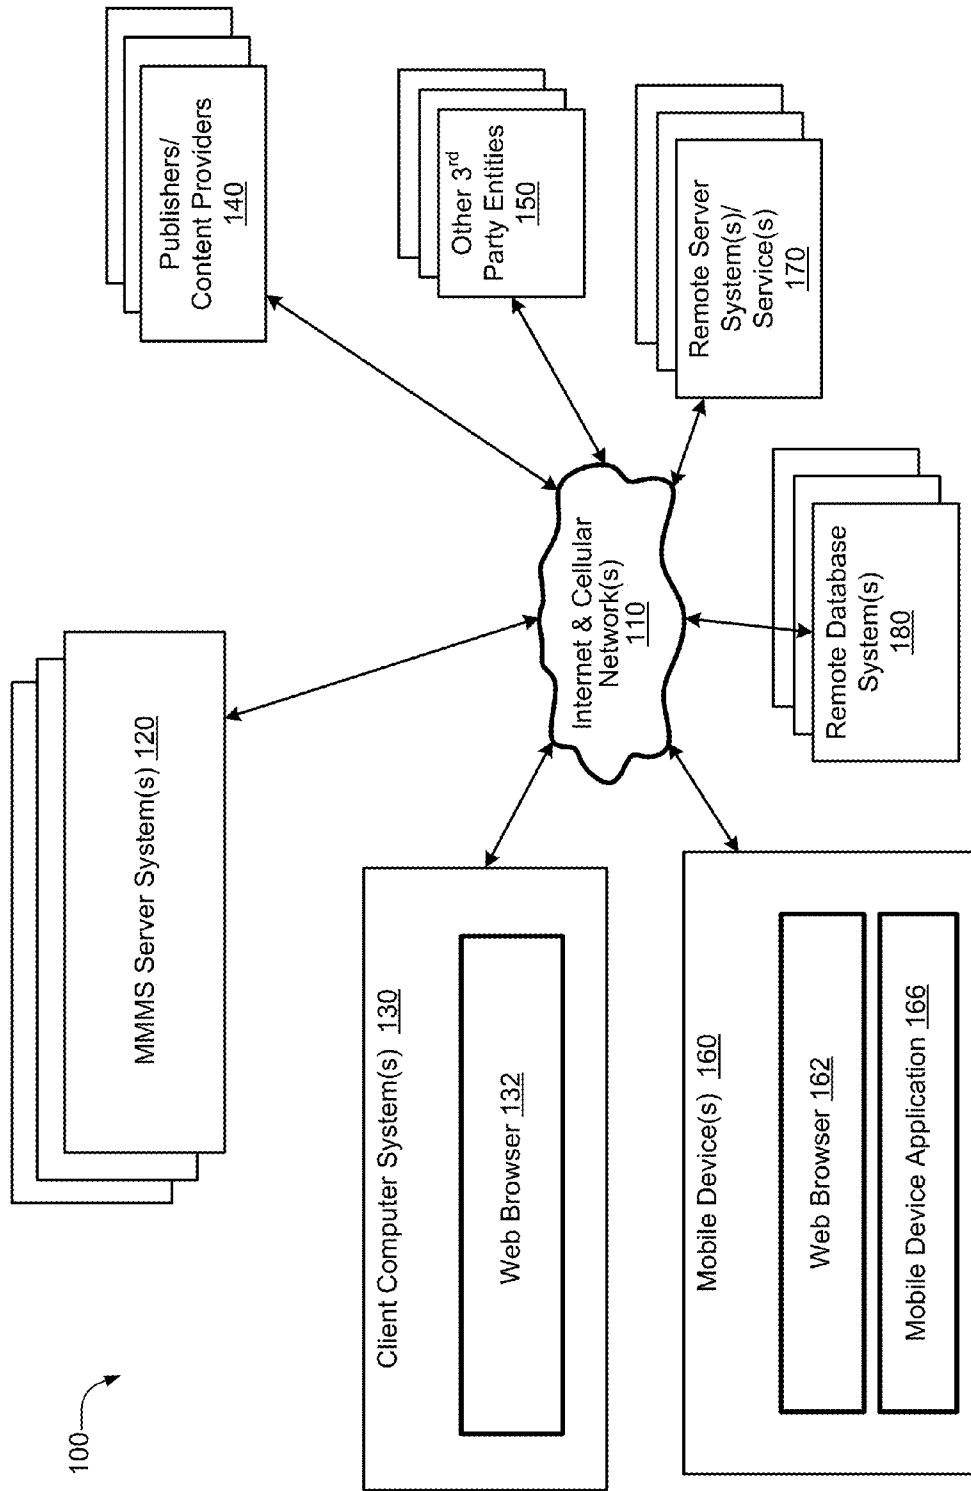 100
MMMS Server System(s) 120
Publishers/
Content Providers
140
Client Computer System(s) 130
Web Browser 132
Internet & Cellular
Network(s)
110
Other 3rd
Party Entities
150
Remote Server
System(s)/
Service(s)
170
Mobile Device(s) 160
Web Browser 162
Mobile Device Application 166
Remote Database
System(s)
180